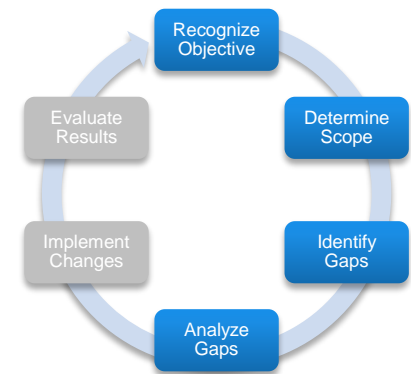 Recognize
Objective
Determine
Scope
Identify
Gaps
Analyze
Gaps
Implement
Changes
Evaluate
Results